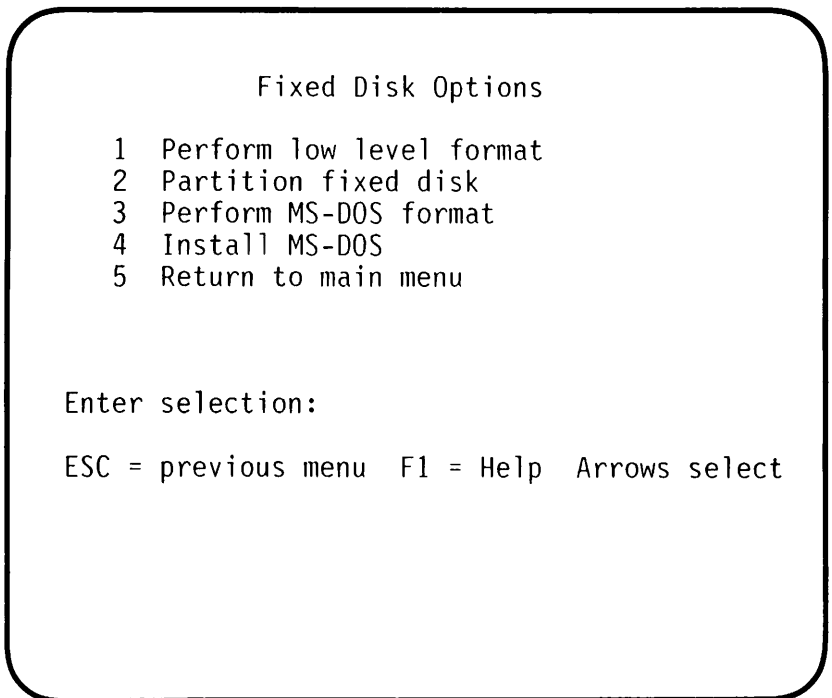 Fixed Disk Options
1 Perform low level format
2 Partition fixed disk
3 Perform MS-DOS format
4 Install MS-DOS
5 Return to main menu
Enter selection:
ESC = previous menu F1 = Help Arrows select